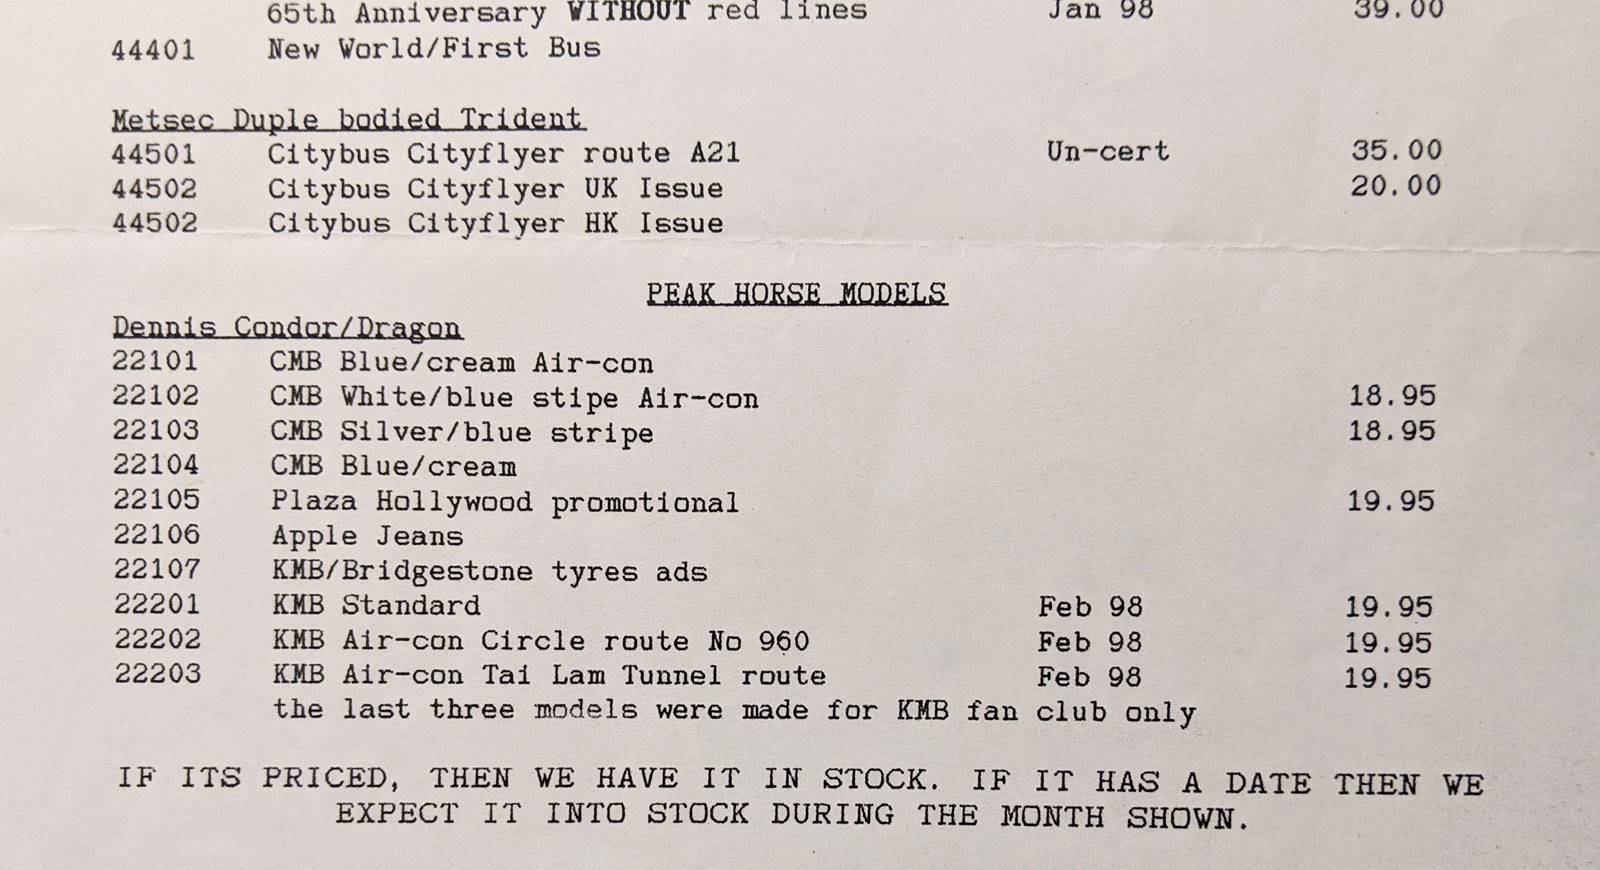 65th Anniversary WITHOUT red lines Jan 98 39.00
44401 New World/First Bus
Metsec Duple bodied Trident
44501 Citybus Cityflyer route A21 Un-cert 35.00
44502 Citybus Cityflyer UK Issue 20.00
44502 Citybus Cityflyer HK Issue
PEAK HORSE MODELS
Dennis Condor/Dragon
22101 CMB Blue/cream Air-con
22102 CMB White/blue stipe Air-con 18.95
22103 CMB Silver/blue stripe 18.95
22104 CMB Blue/cream
22105 Plaza Hollywood promotional 19.95
22106 Apple Jeans
22107 KMB/Bridgestone tyres ads
22201 KMB Standard Feb 98 19.95
22202 KMB Air-con Circle route No 960 Feb 98 19.95
22203 KMB Air-con Tai Lam Tunnel route Feb 98 19.95
the last three models were made for KMB fan club only
IF ITS PRICED, THEN WE HAVE IT IN STOCK. IF IT HAS A DATE THEN WE
EXPECT IT INTO STOCK DURING THE MONTH SHOWN.